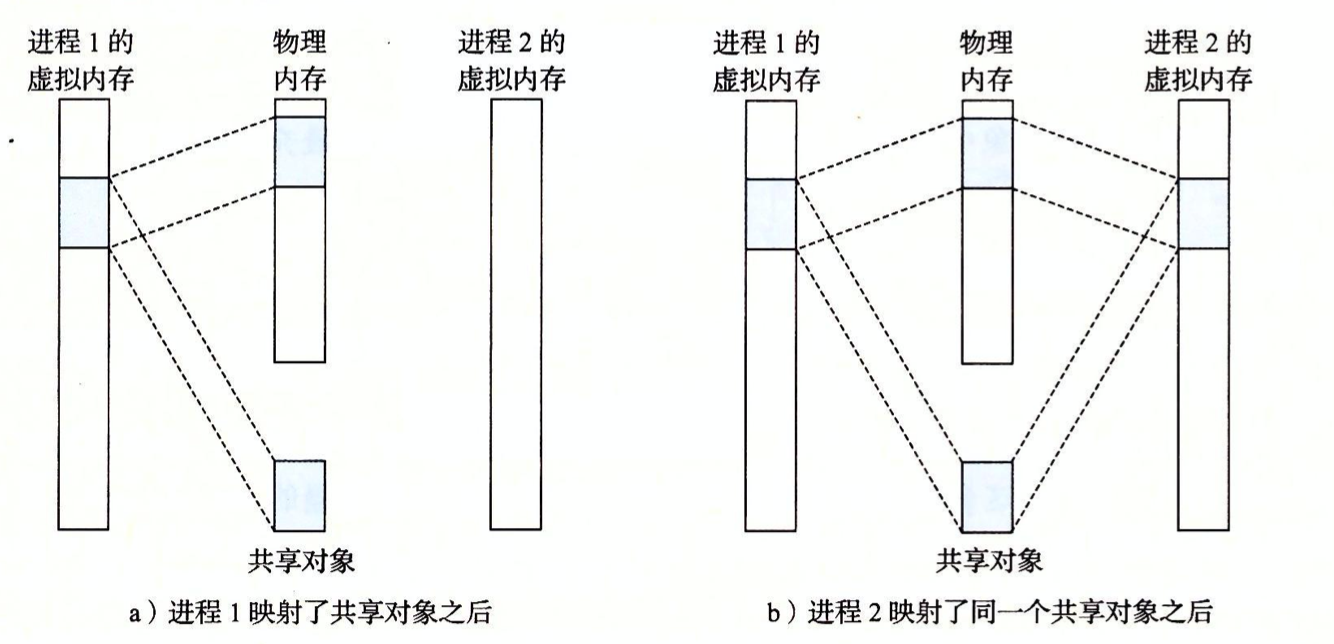 进程 1 的
虚拟内存
物理
内存
进程 2 的
虚拟内存
共享对象
a）进程 1 映射了共享对象之后
进程 1 的
虚拟内存
物理
内存
进程 2 的
虚拟内存
共享对象
b）进程 2 映射了同一个共享对象之后